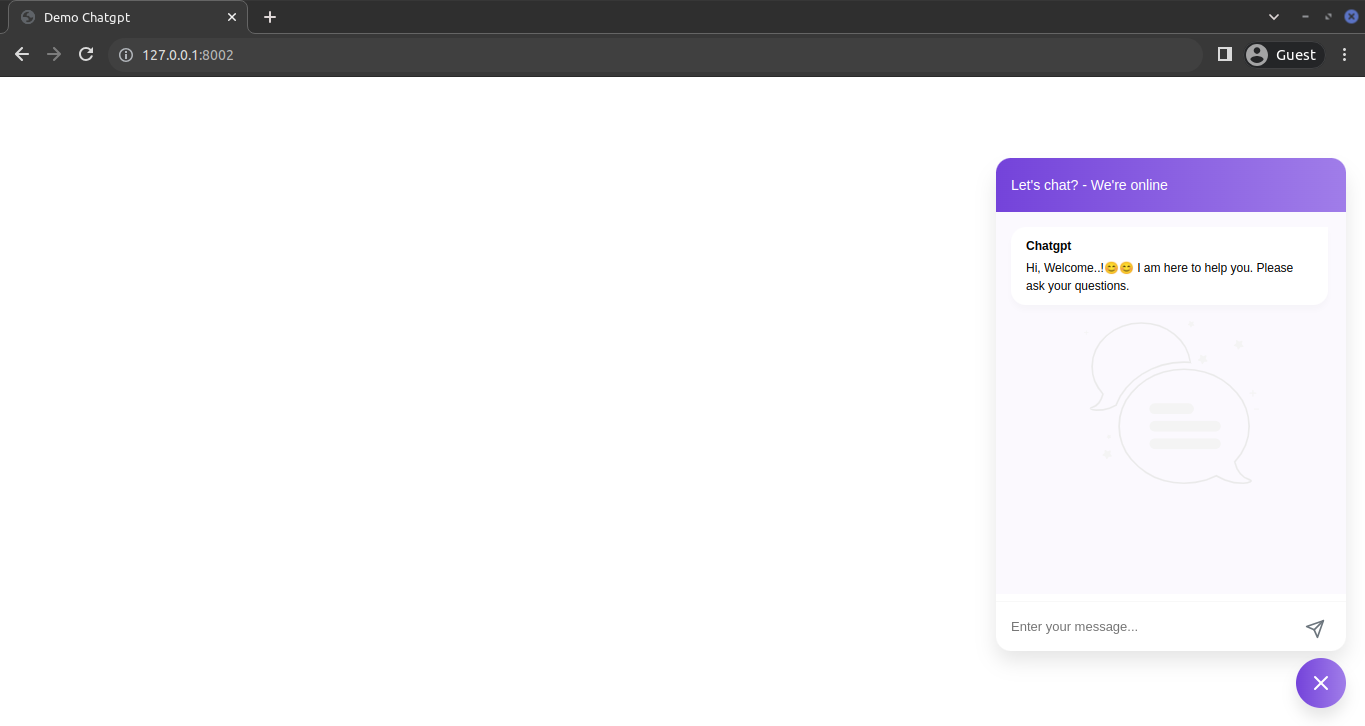 Demo Chatgpt
127.0.0.1:8002
Guest
Let's chat? - We're online
Chatgpt
Hi, Welcome..!😊😊 I am here to help you. Please
ask your questions.
Enter your message...